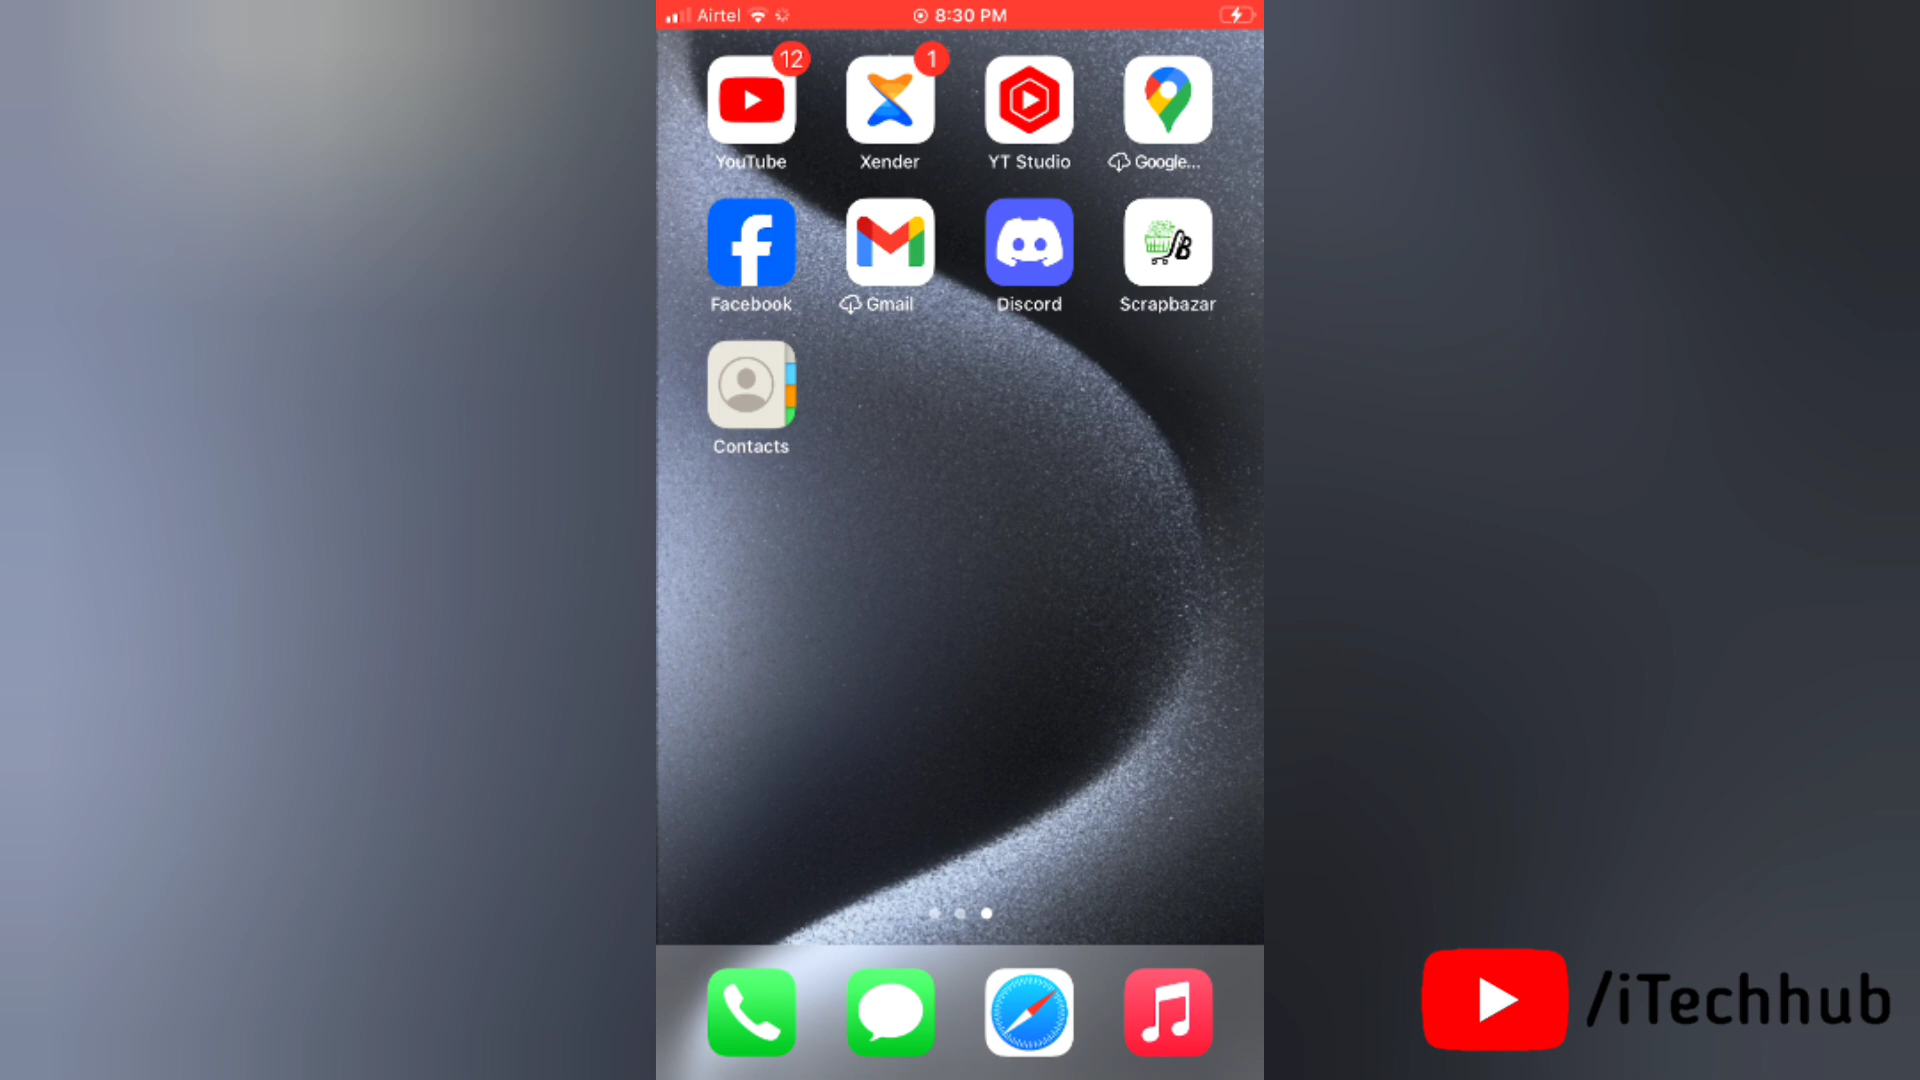 Airtel
8:30 PM
12
1
YouTube
Xender
YT Studio
Google...
Facebook
Gmail
Discord
B
Scrapbazar
Contacts
/iTechhub